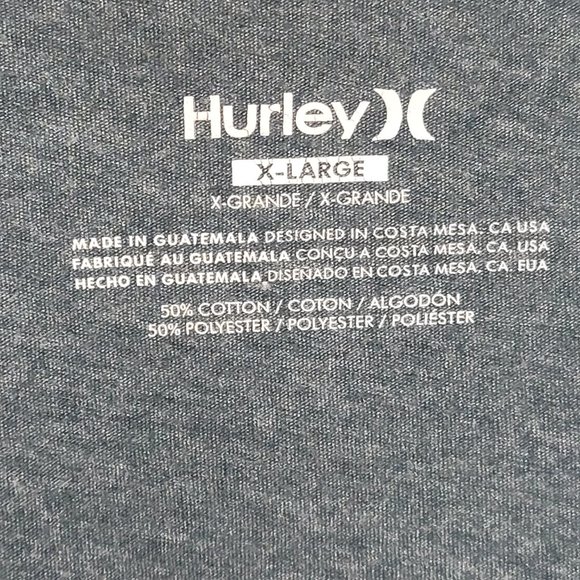 Hurley
X-LARGE
X-GRANDE / X-GRANDE
MADE IN GUATEMALA DESIGNED IN COSTA MESA. CA USA
FABRIQUÉ AU GUATEMALA CONÇU A COSTA MESA. CA. USA
HECHO EN GUATEMALA DISEÑADO EN COSTA MESA, CA. EUA
50% COTTON / COTON / ALGODÓN
50% POLYESTER / POLYESTER / POLIÉSTER